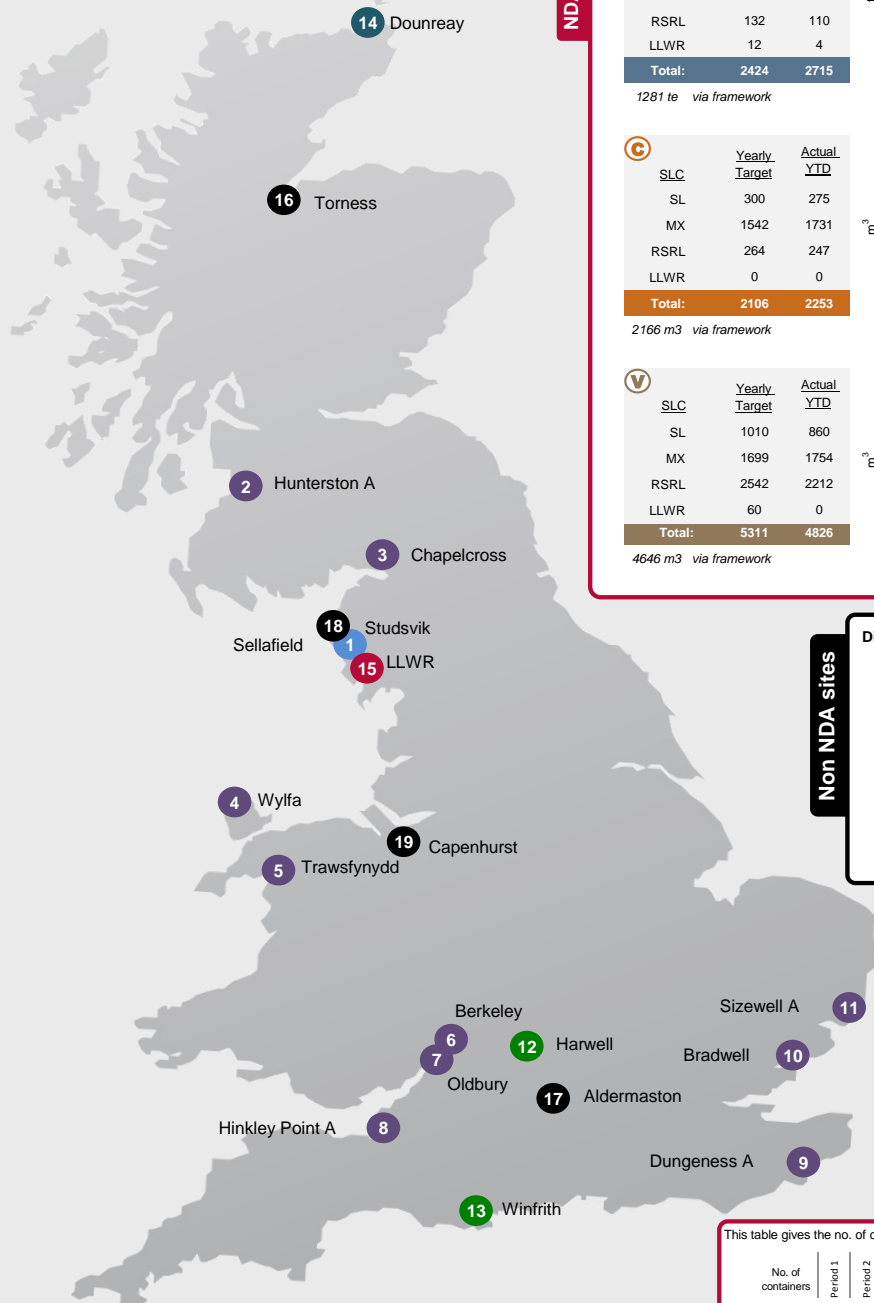 NDA
RSRL 132 110
LLWR 12 4
Total: 2424 2715
1281 te via framework
C
SLC Yearly Target Actual YTD
SL 300 275
MX 1542 1731
RSRL 264 247
LLWR 0 0
Total: 2106 2253
2166 m3 via framework
m³
V
SLC Yearly Target Actual YTD
SL 1010 860
MX 1699 1754
RSRL 2542 2212
LLWR 60 0
Total: 5311 4826
4646 m3 via framework
m³
14 Dounreay
16 Torness
2 Hunterston A
3 Chapelcross
18
Studsvik
Sellafield
1
15 LLWR
4 Wylfa
19 Capenhurst
5 Trawsfynydd
Non NDA sites
Sizewell A 11
Berkeley
6
12 Harwell
Bradwell 10
7
Oldbury
17 Aldermaston
Hinkley Point A 8
Dungeness A 9
13 Winfrith
This table gives the no. of
No. of
containers
Period 1
Period 2